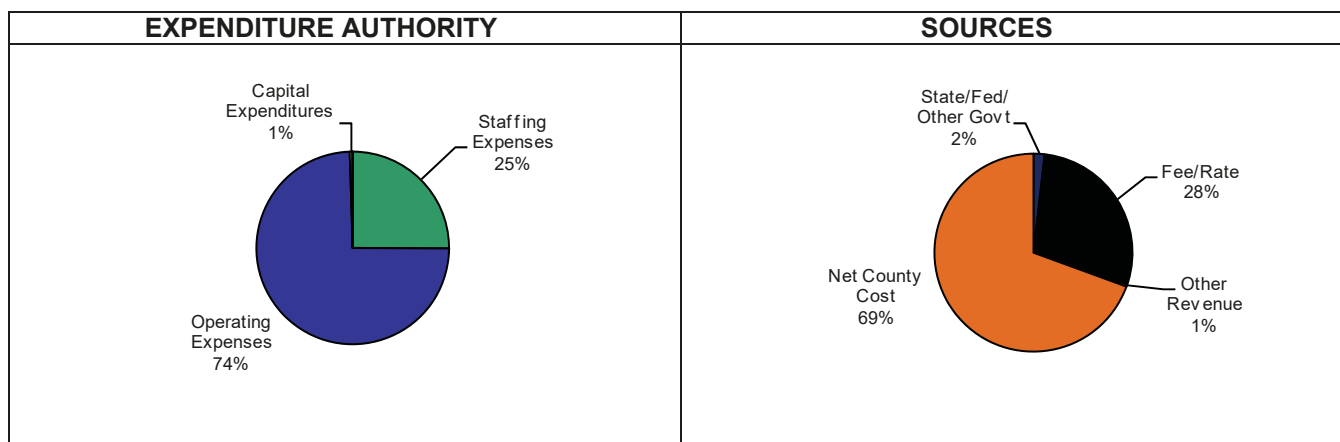 EXPENDITURE AUTHORITY
Capital
Expenditures
1%
Staffing
Expenses
25%
Operating
Expenses
74%
SOURCES
State/Fed/
Other Govt
2%
Fee/Rate
28%
Net County
Cost
69%
Other
Revenue
1%